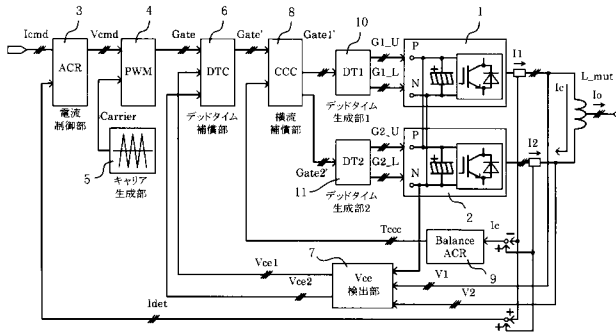 3
4
6
8
10
1
Icmd
Vcmd
Gate
Gate'
Gate1'
G1_U
G1_L
ACR
PWM
DTC
CCC
DT1
P
N
I1
L_mut
Ic
Io
電流
制御部
デッドタイム
補償部
横流
補償部
デッドタイム
生成部1
Carrier
5
キャリア
生成部
DT2
G2_U
G2_L
P
N
I2
Gate2'
11
デッドタイム
生成部2
2
Tccc
Balance
ACR
Ic
9
Vce1
Vce2
7
Vce
検出部
V1
V2
Idet